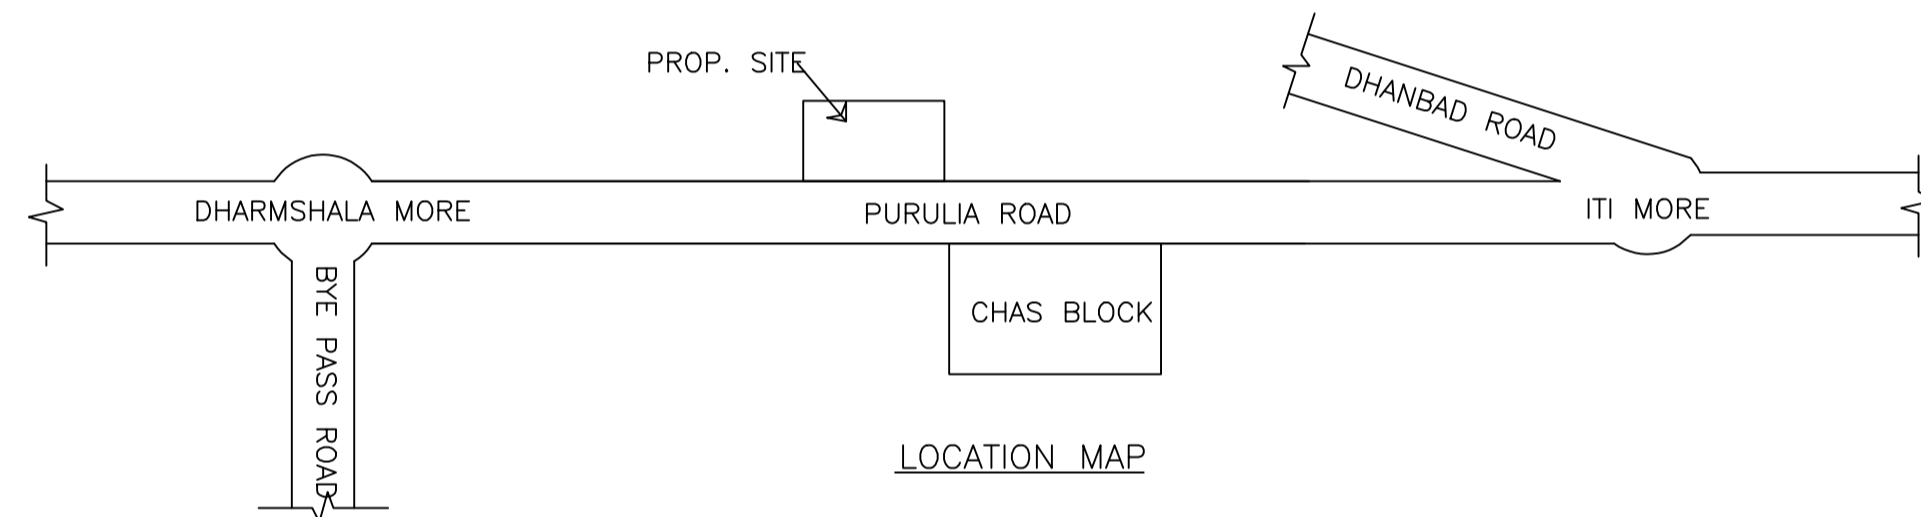 PROP. SITE
DHANBAD ROAD
DHARMSHALA MORE
PURULIA ROAD
ITI MORE
BYE PASS ROAD
CHAS BLOCK
LOCATION MAP